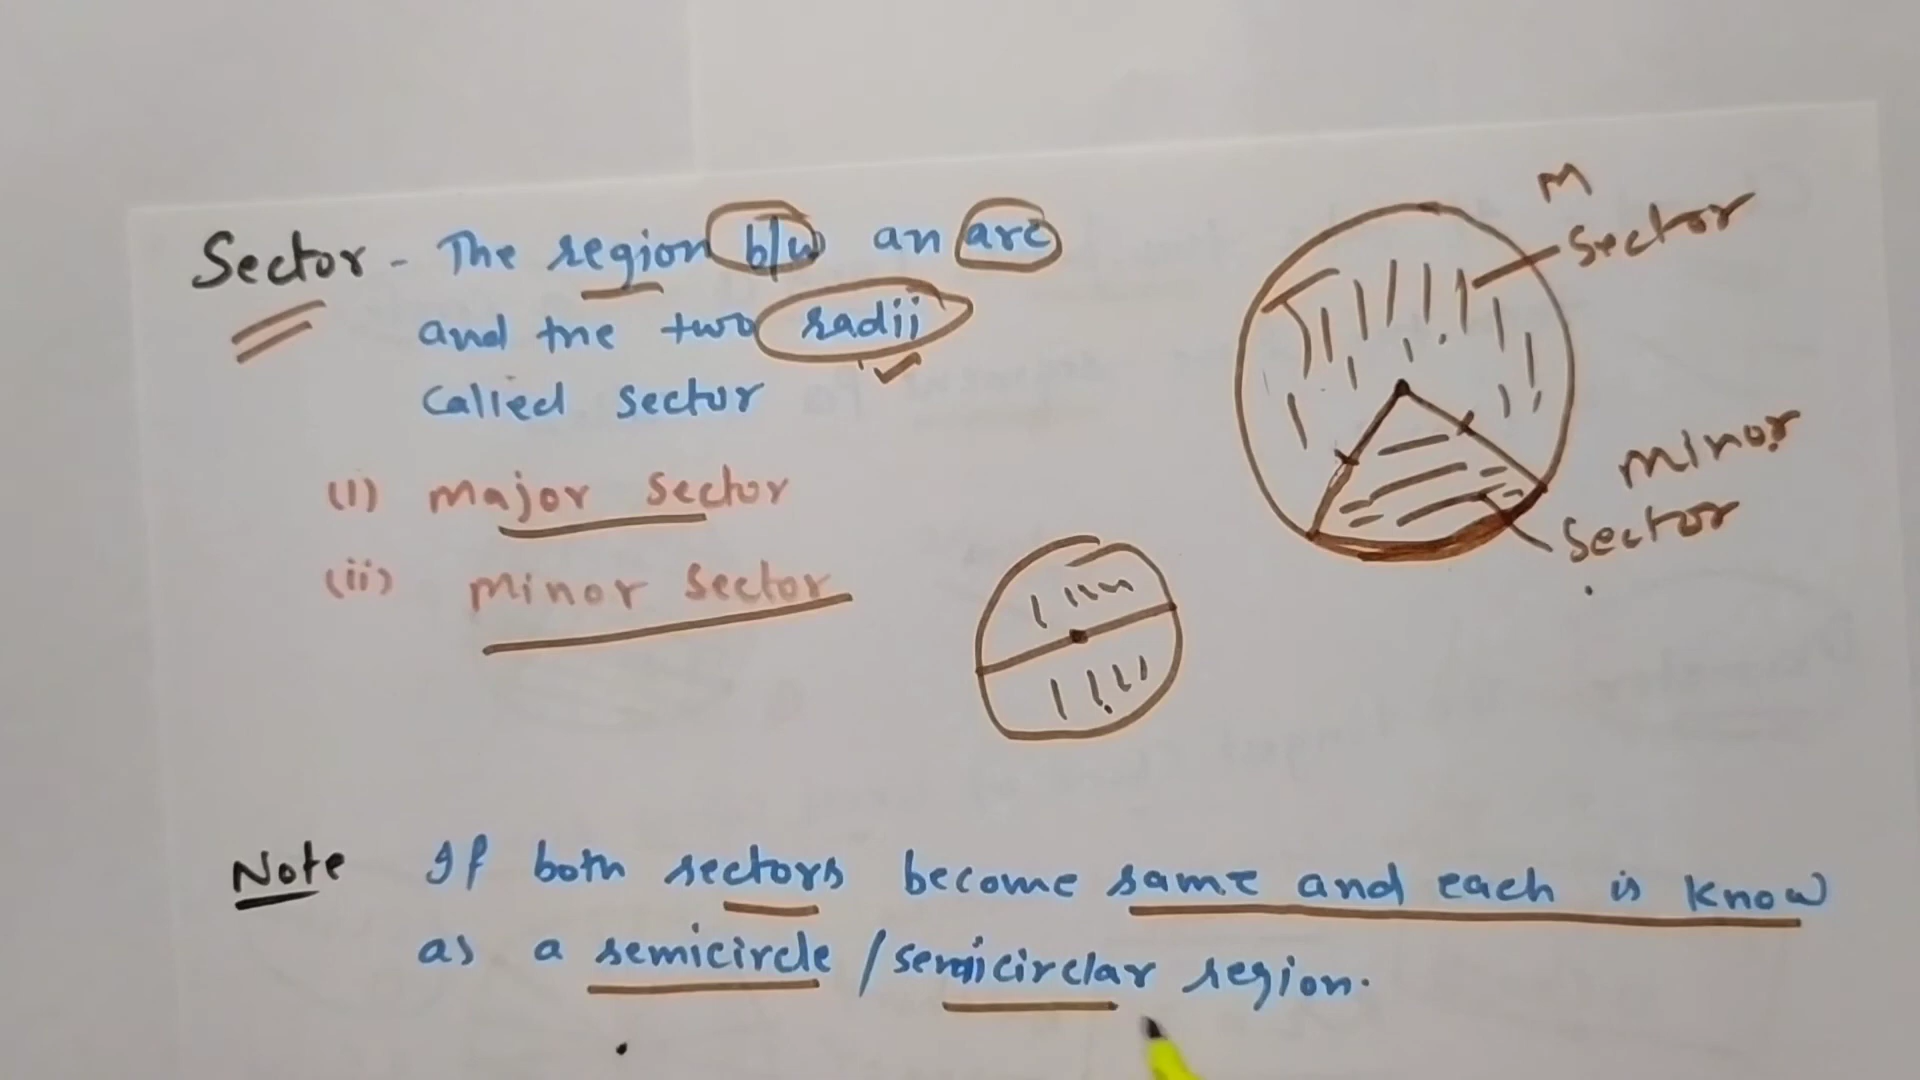 Sector - The region b/w an arc
and the two radii
called sector
(i) Major Sector
(ii) Minor Sector
M
Sector
Minor
Sector
Note If both sectors become same and each is know
as a semicircle / semicirclar region.